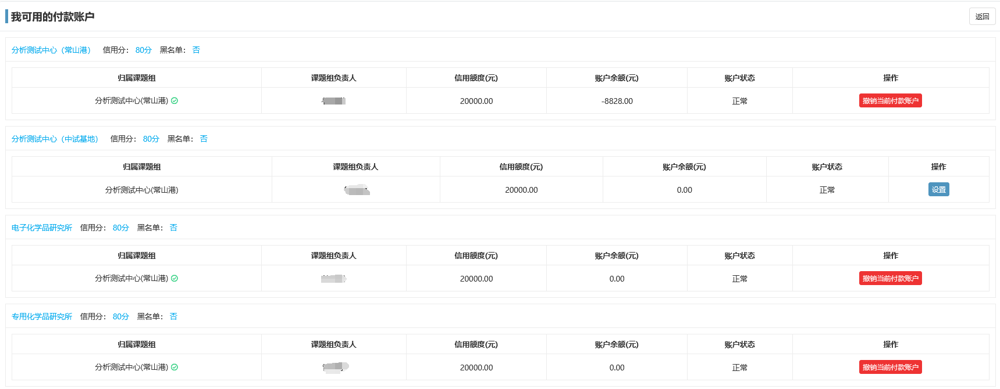 我可用的付款账户
返回
分析测试中心（常山港） 信用分： 80分 黑名单： 否
归属课题组 课题组负责人 信用额度(元) 账户余额(元) 账户状态 操作
分析测试中心(常山港) 20000.00 -8828.00 正常 撤销当前付款账户
分析测试中心（中试基地） 信用分： 80分 黑名单： 否
归属课题组 课题组负责人 信用额度(元) 账户余额(元) 账户状态 操作
分析测试中心(常山港) 20000.00 0.00 正常 设置
电子化学品研究所 信用分： 80分 黑名单： 否
归属课题组 课题组负责人 信用额度(元) 账户余额(元) 账户状态 操作
分析测试中心(常山港) 20000.00 0.00 正常 撤销当前付款账户
专用化学品研究所 信用分： 80分 黑名单： 否
归属课题组 课题组负责人 信用额度(元) 账户余额(元) 账户状态 操作
分析测试中心(常山港) 20000.00 0.00 正常 撤销当前付款账户